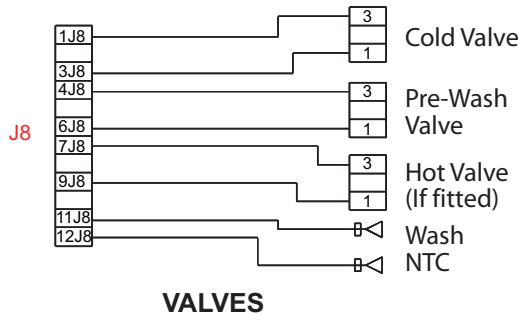 3
1J8
Cold Valve
1
3J8
4J8
3
Pre-Wash
Valve
J8
6J8
1
7J8
3
Hot Valve
(If fitted)
9J8
1
11J8
Wash
NTC
12J8
VALVES